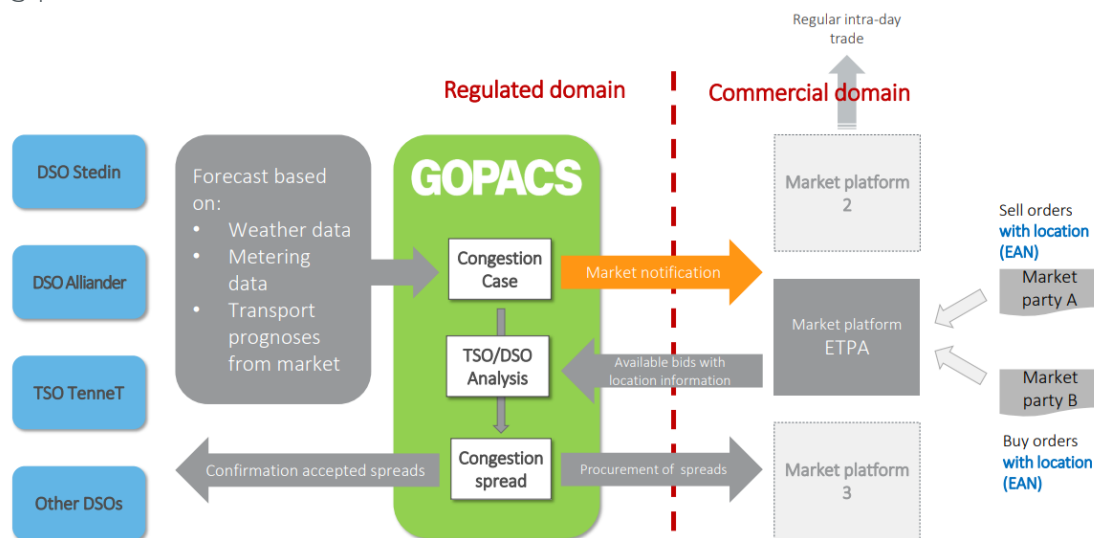 Regular intra-day
trade
Regulated domain
Commercial domain
DSO Stedin
DSO Alliander
TSO TenneT
Other DSOs
Forecast based
on:
• Weather data
• Metering
data
• Transport
prognoses
from market
GOPACS
Congestion
Case
TSO/DSO
Analysis
Congestion
spread
Market notification
Available bids with
location information
Confirmation accepted spreads
Procurement of spreads
Market platform
2
Market platform
ETPA
Market platform
3
Sell orders
with location
(EAN)
Market
party A
Market
party B
Buy orders
with location
(EAN)